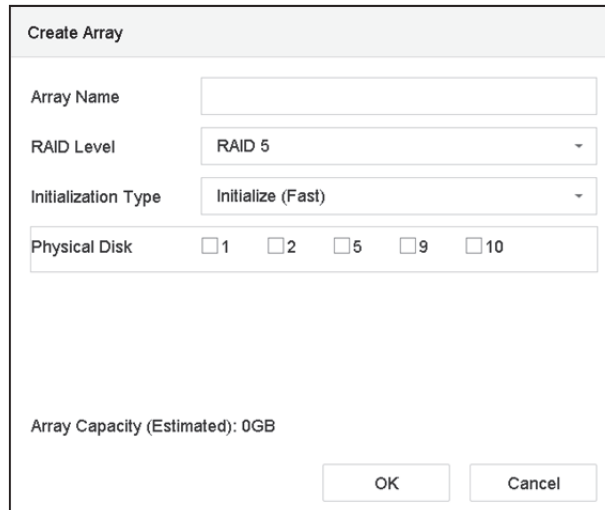 Create Array
Array Name
RAID Level RAID 5
Initialization Type Initialize (Fast)
Physical Disk 1 2 5 9 10
Array Capacity (Estimated): 0GB
OK Cancel